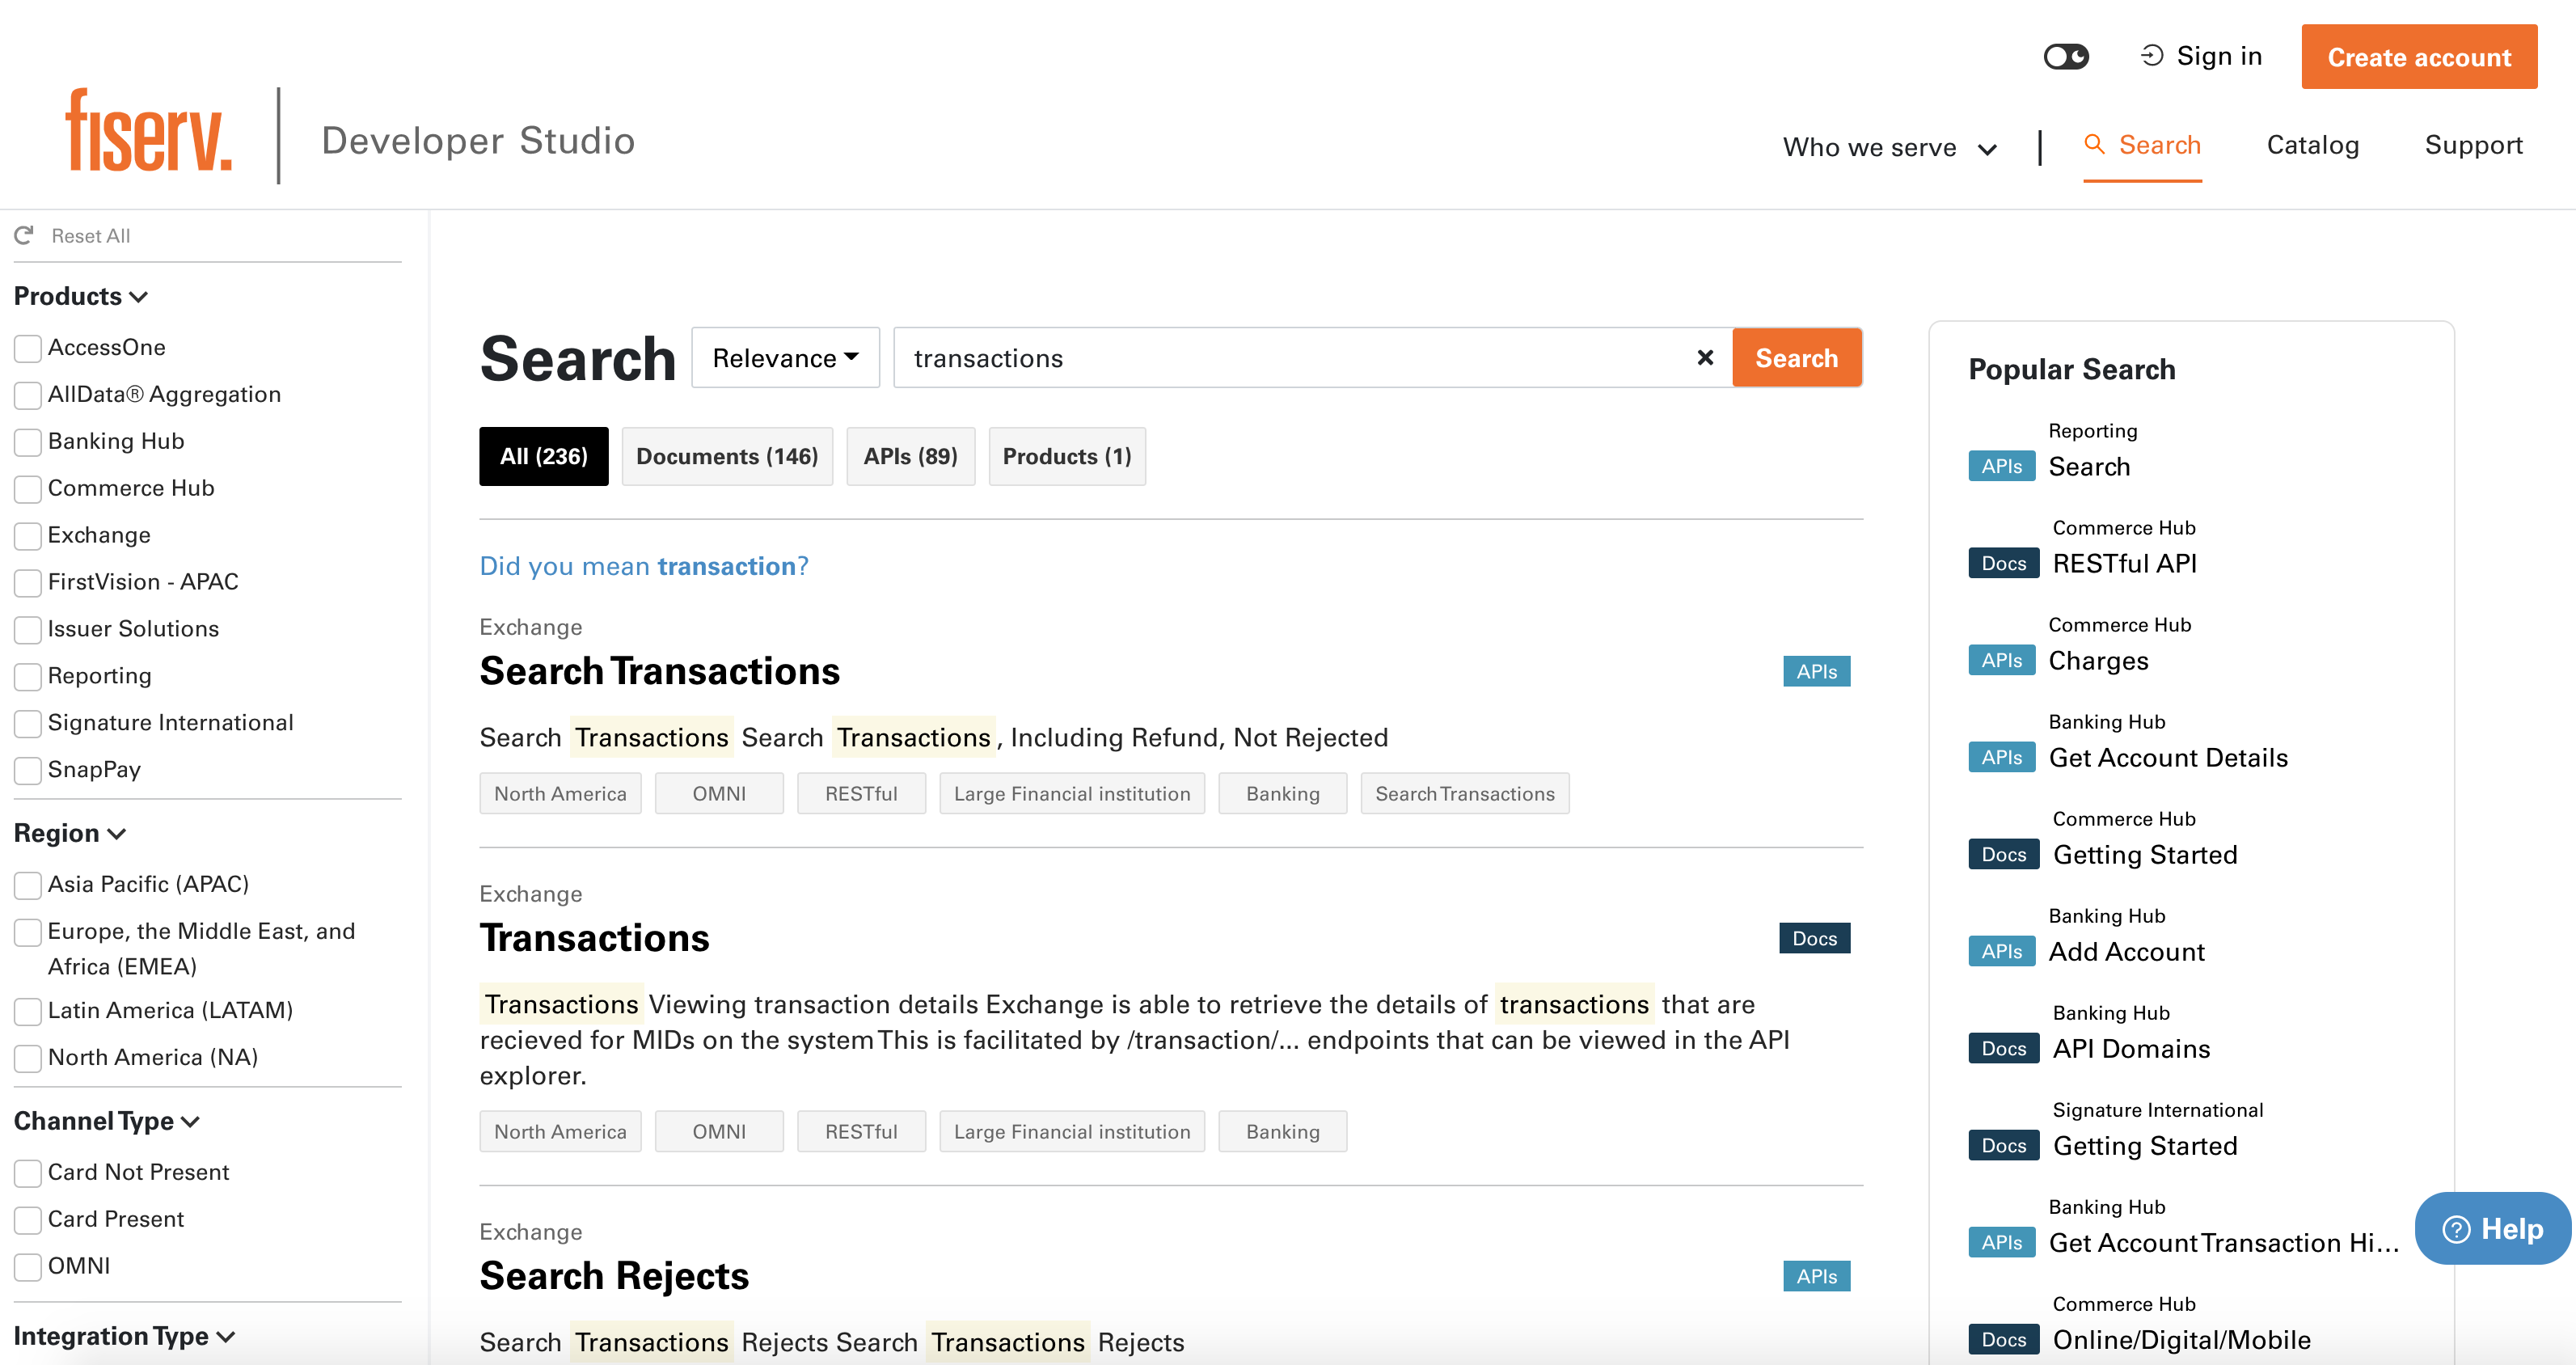 Sign in
Create account
fiserv.
Developer Studio
Who we serve
Search
Catalog
Support
Reset All
Products
AccessOne
AllData® Aggregation
Banking Hub
Commerce Hub
Exchange
FirstVision - APAC
Issuer Solutions
Reporting
Signature International
SnapPay
Region
Asia Pacific (APAC)
Europe, the Middle East, and
Africa (EMEA)
Latin America (LATAM)
North America (NA)
Channel Type
Card Not Present
Card Present
OMNI
Integration Type
Search
Relevance
transactions
Search
All (236)
Documents (146)
APIs (89)
Products (1)
Did you mean transaction?
Exchange
Search Transactions
APIs
Search Transactions Search Transactions, Including Refund, Not Rejected
North America
OMNI
RESTful
Large Financial institution
Banking
Search Transactions
Exchange
Transactions
Docs
Transactions Viewing transaction details Exchange is able to retrieve the details of transactions that are
recieved for MIDs on the system This is facilitated by /transaction/... endpoints that can be viewed in the API
explorer.
North America
OMNI
RESTful
Large Financial institution
Banking
Exchange
Search Rejects
APIs
Search Transactions Rejects Search Transactions Rejects
Popular Search
Reporting
APIs Search
Commerce Hub
Docs RESTful API
Commerce Hub
APIs Charges
Banking Hub
APIs Get Account Details
Commerce Hub
Docs Getting Started
Banking Hub
APIs Add Account
Banking Hub
Docs API Domains
Signature International
Docs Getting Started
Banking Hub
APIs Get Account Transaction Hi...
Commerce Hub
Docs Online/Digital/Mobile
Help